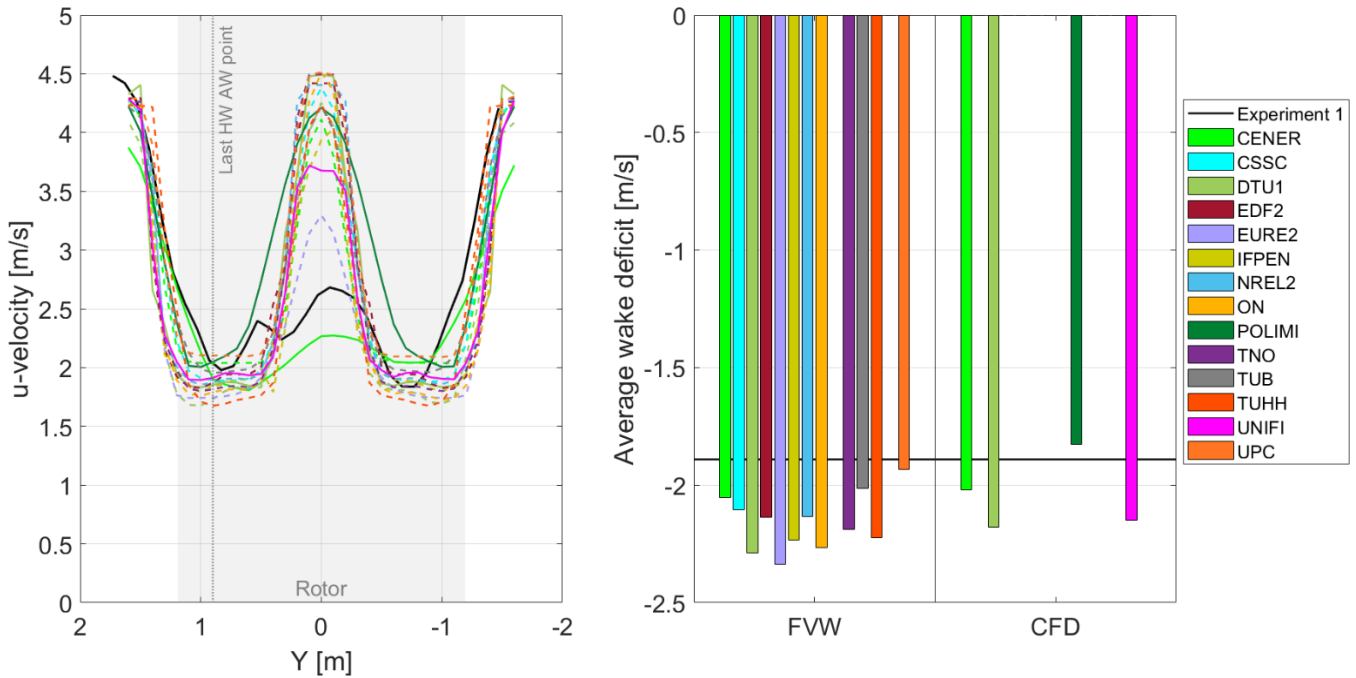 5
4.5
4
3.5
3
2.5
2
1.5
1
0.5
0
u-velocity [m/s]
Last HW AW point
Rotor
2
1
0
-1
-2
Y [m]
0
-0.5
-1
-1.5
-2
-2.5
Average wake deficit [m/s]
FVW
CFD
Experiment 1
CENER
CSSC
DTU1
EDF2
EURE2
IFPEN
NREL2
ON
POLIMI
TNO
TUB
TUHH
UNIFI
UPC